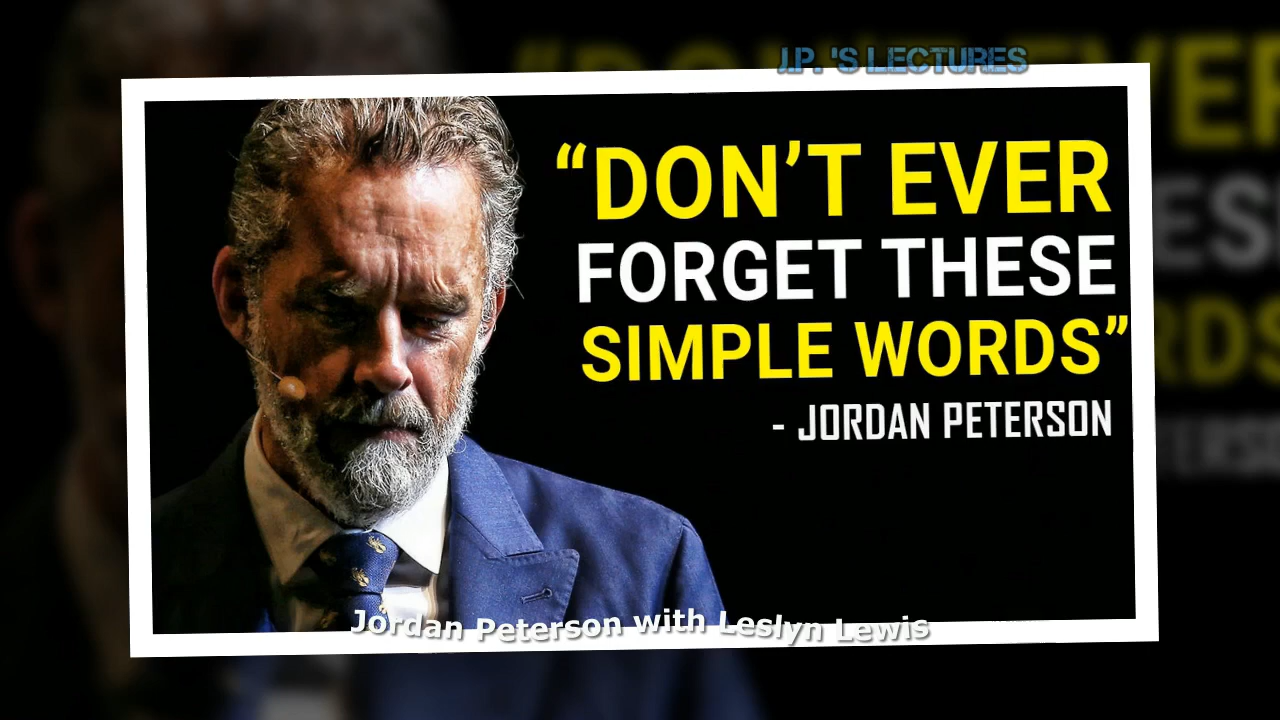 J.P. 'S LECTURES
“DON’T EVER
FORGET THESE
SIMPLE WORDS”
- JORDAN PETERSON
Jordan Peterson with Leslyn Lewis